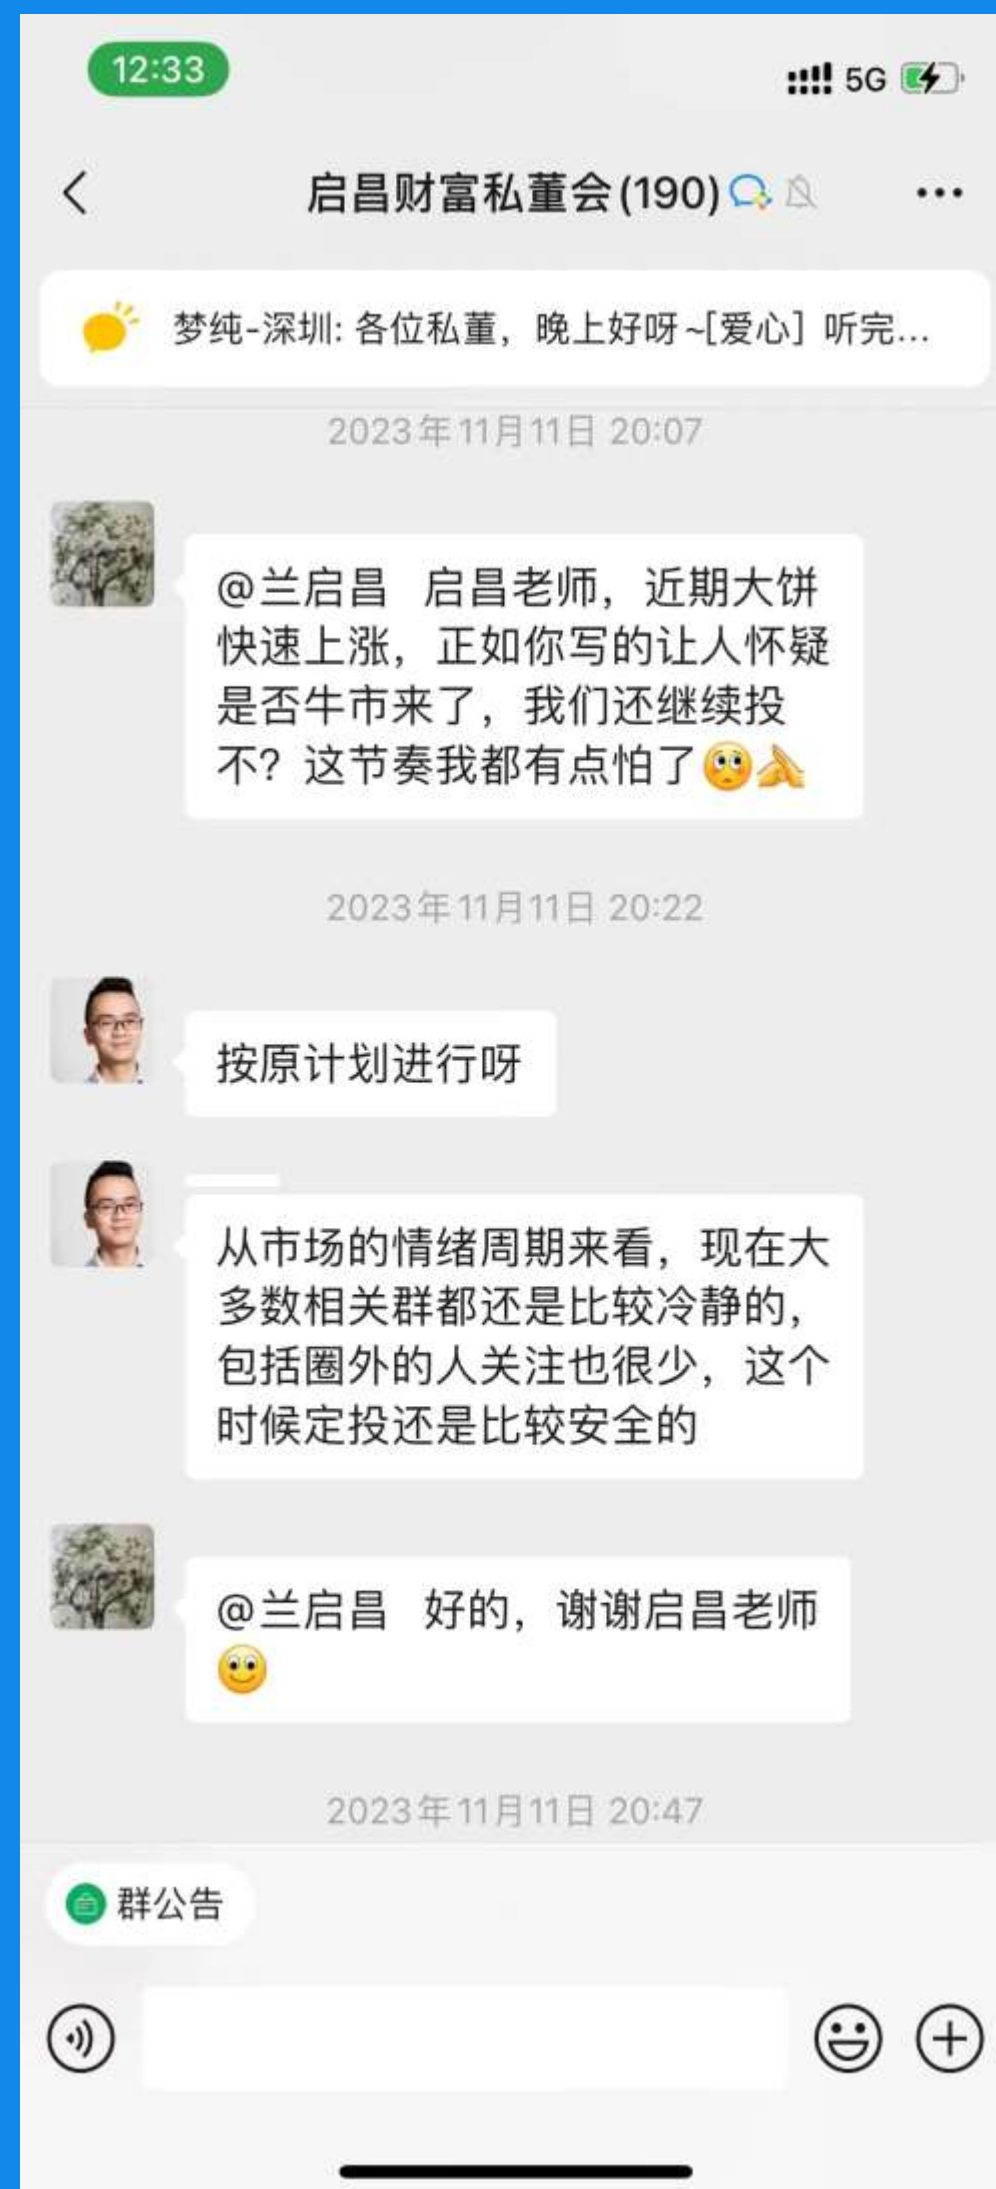 12:33
5G
启昌财富私董会(190)
梦纯-深圳: 各位私董，晚上好呀~[爱心] 听完...
2023年11月11日 20:07
@兰启昌 启昌老师，近期大饼
快速上涨，正如你写的让人怀疑
是否牛市来了，我们还继续投
不？这节奏我都有点怕了
2023年11月11日 20:22
按原计划进行呀
从市场的情绪周期来看，现在大
多数相关群都还是比较冷静的，
包括圈外的人关注也很少，这个
时候定投还是比较安全的
@兰启昌 好的，谢谢启昌老师
2023年11月11日 20:47
群公告